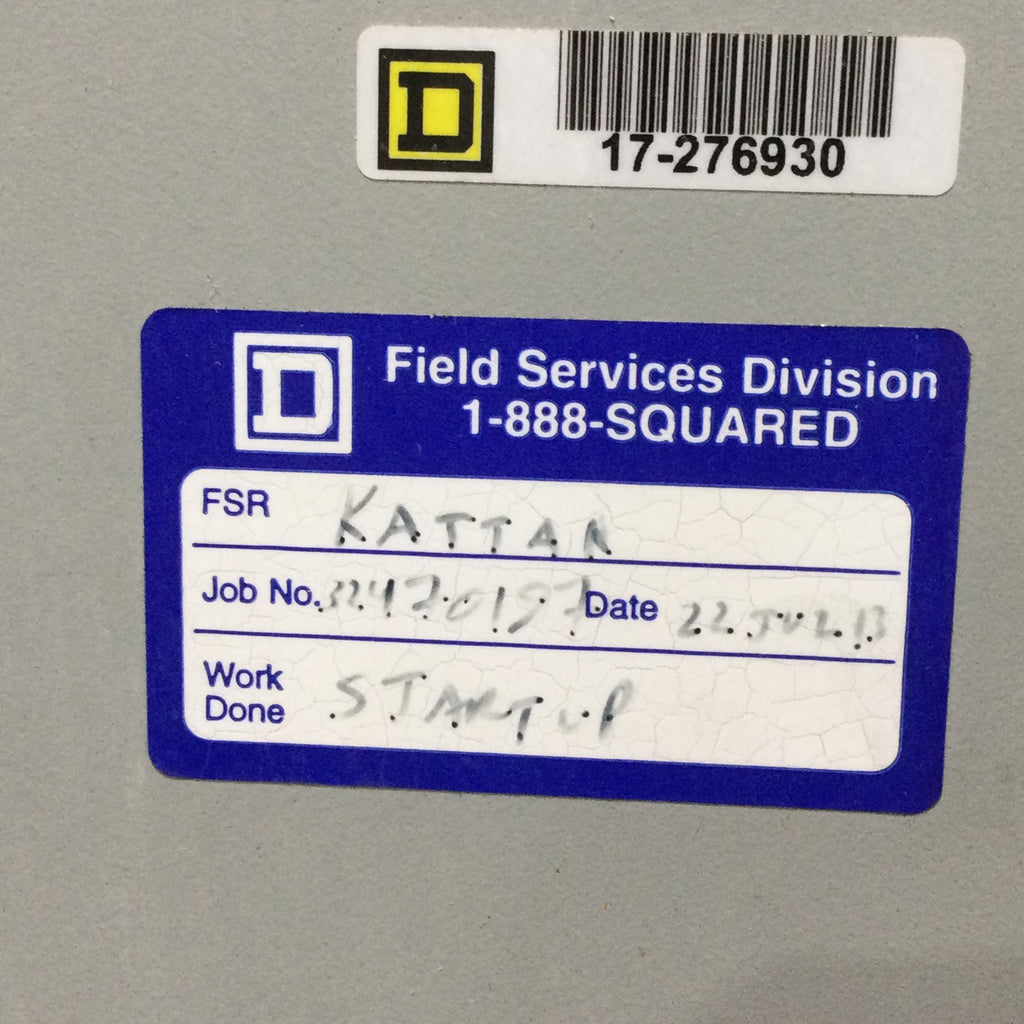 D
17-276930
D Field Services Division
1-888-SQUARED
FSR KATTAN
Job No. 32470197 Date 22 JUL 13
Work Done START UP